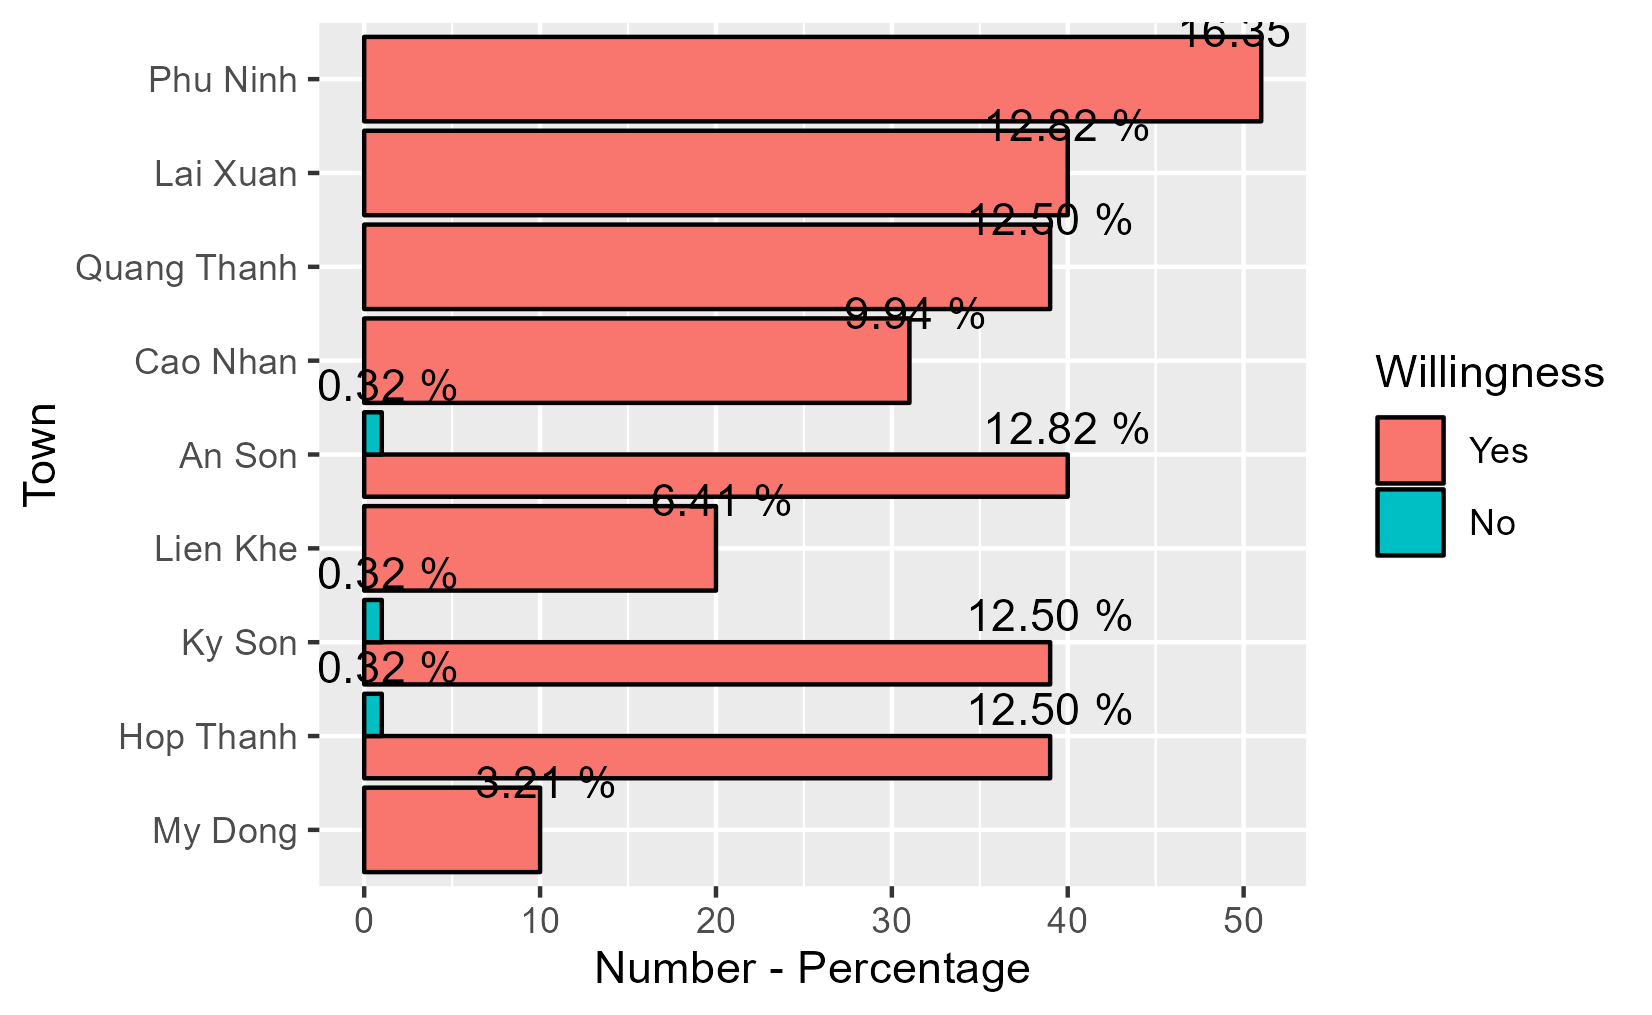 16.35
Phu Ninh
12.82 %
Lai Xuan
12.50 %
Quang Thanh
9.94 %
Cao Nhan
0.32 %
12.82 %
An Son
6.41 %
Lien Khe
0.32 %
12.50 %
Ky Son
0.32 %
12.50 %
Hop Thanh
3.21 %
My Dong
0 10 20 30 40 50
Number - Percentage
Town
Willingness
Yes
No